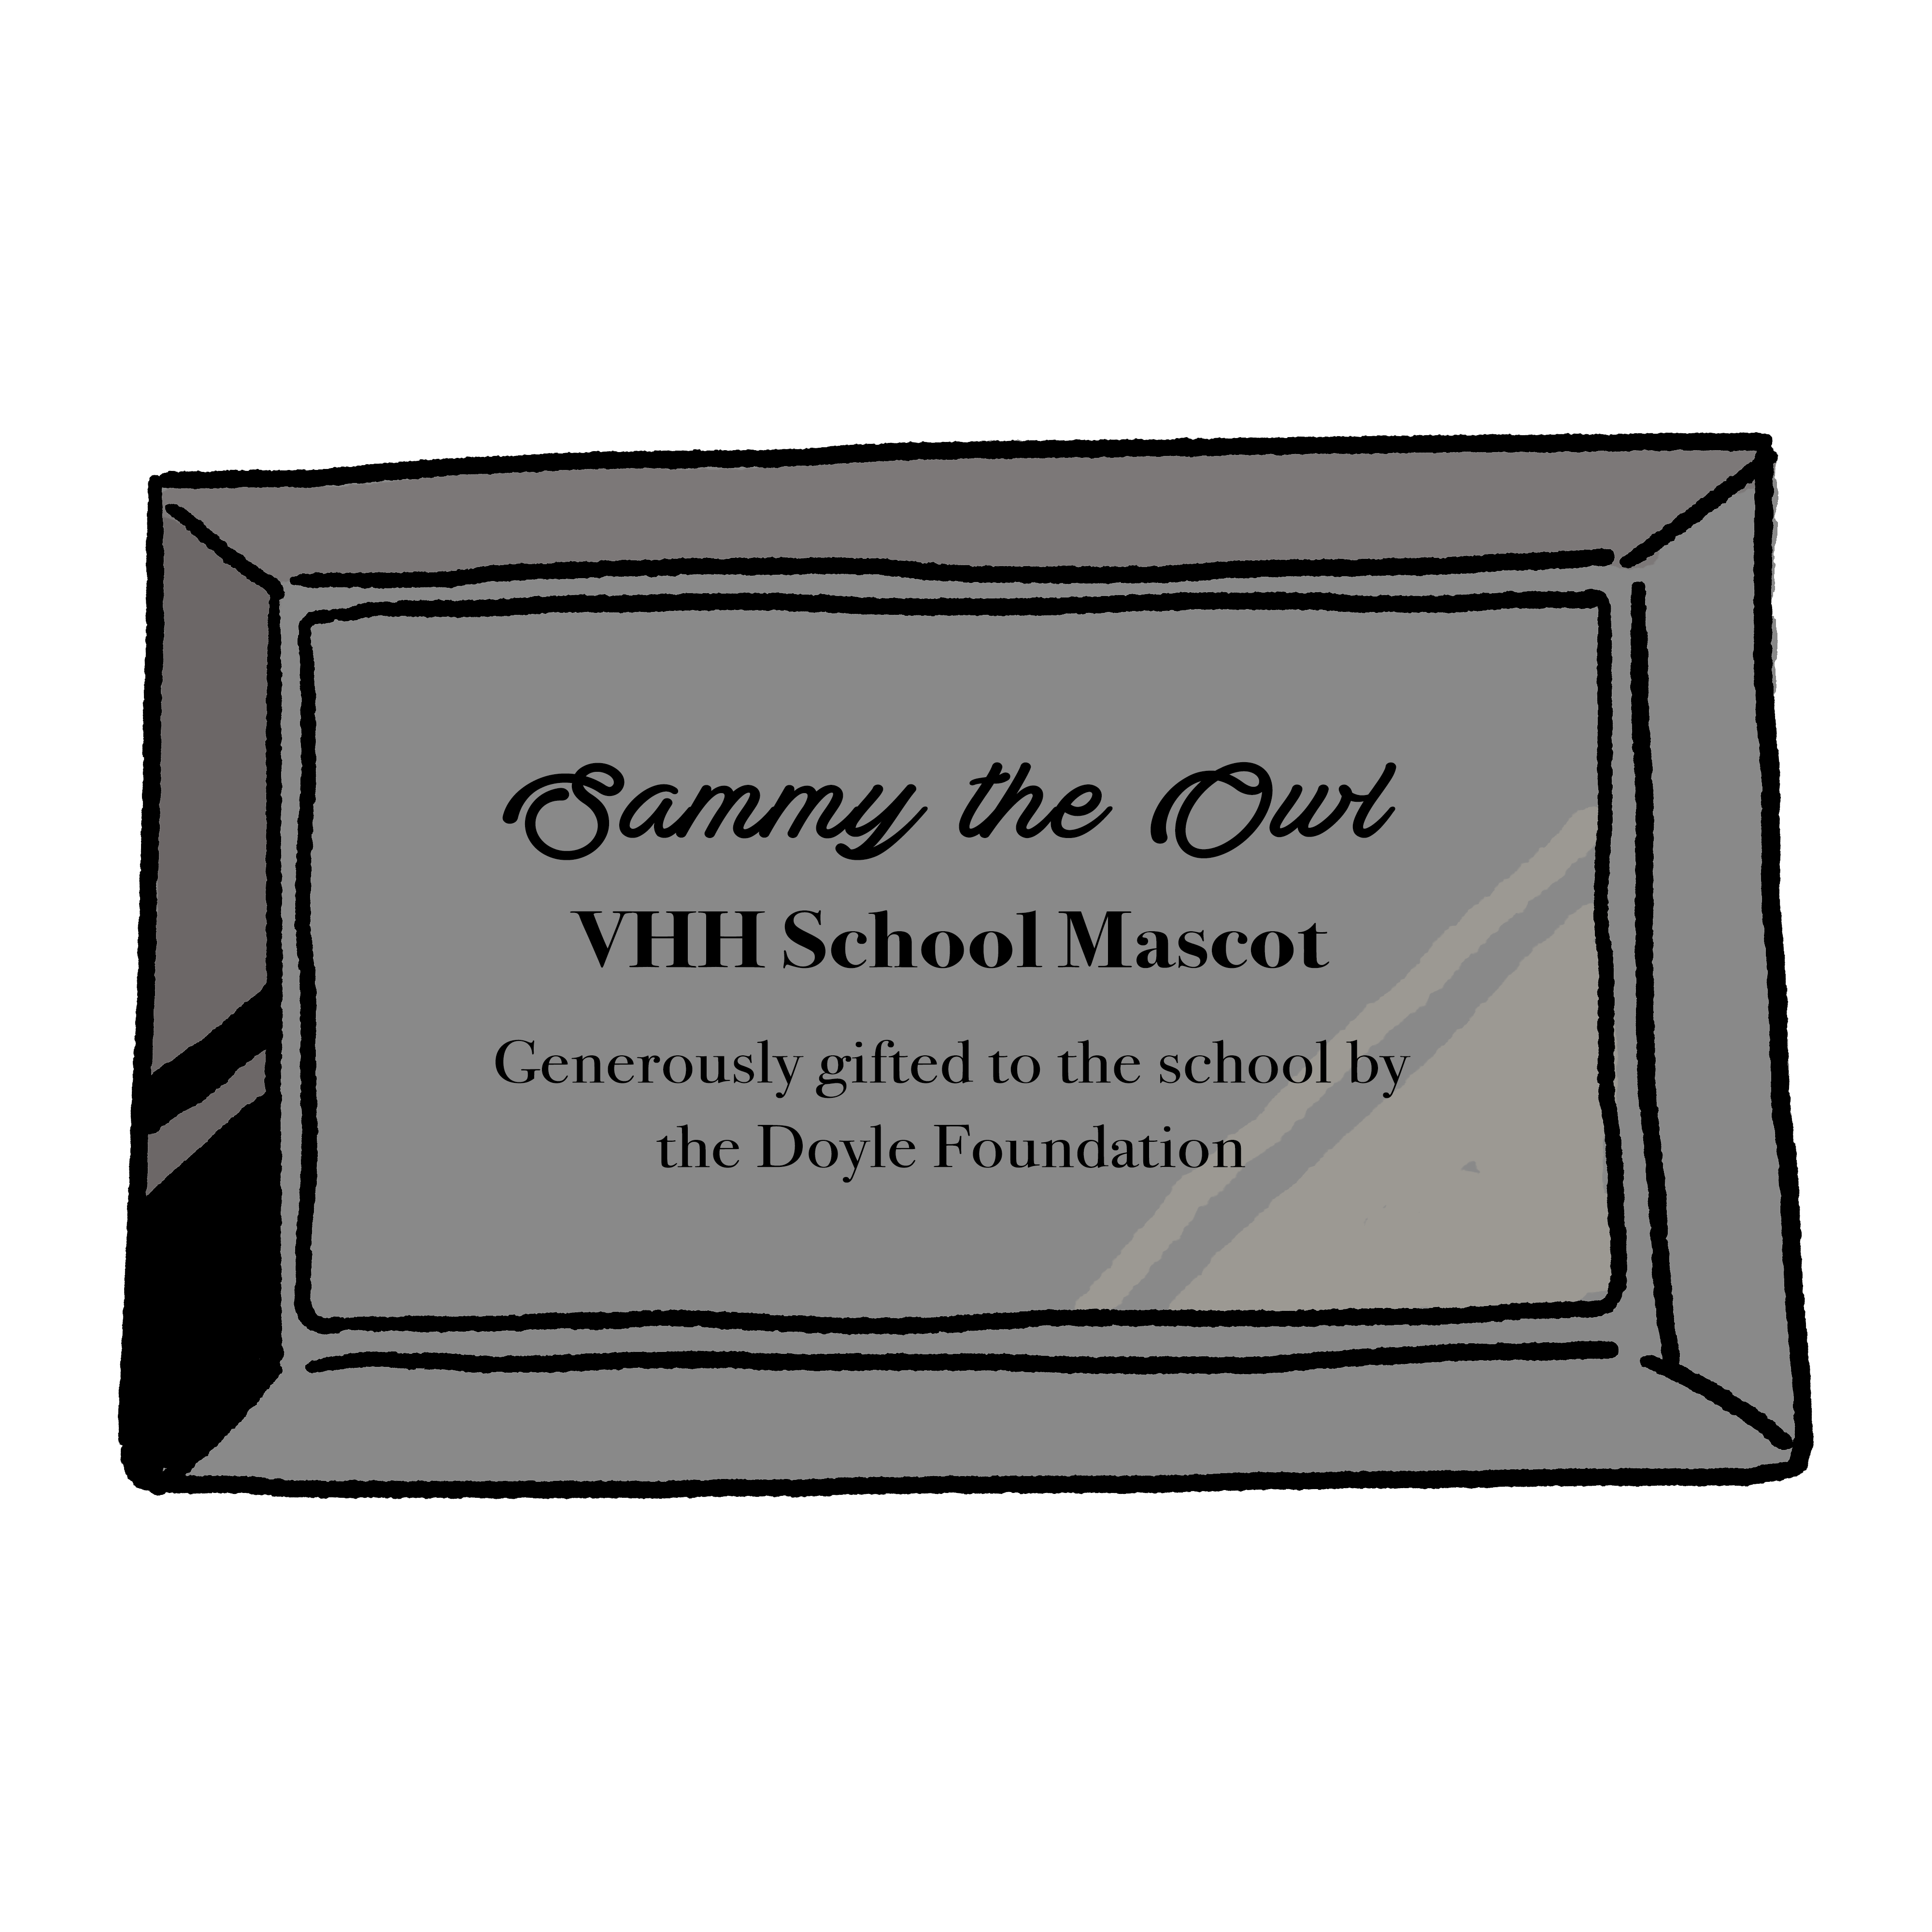 Sammy the Owl
VHH School Mascot
Generously gifted to the school by
the Doyle Foundation